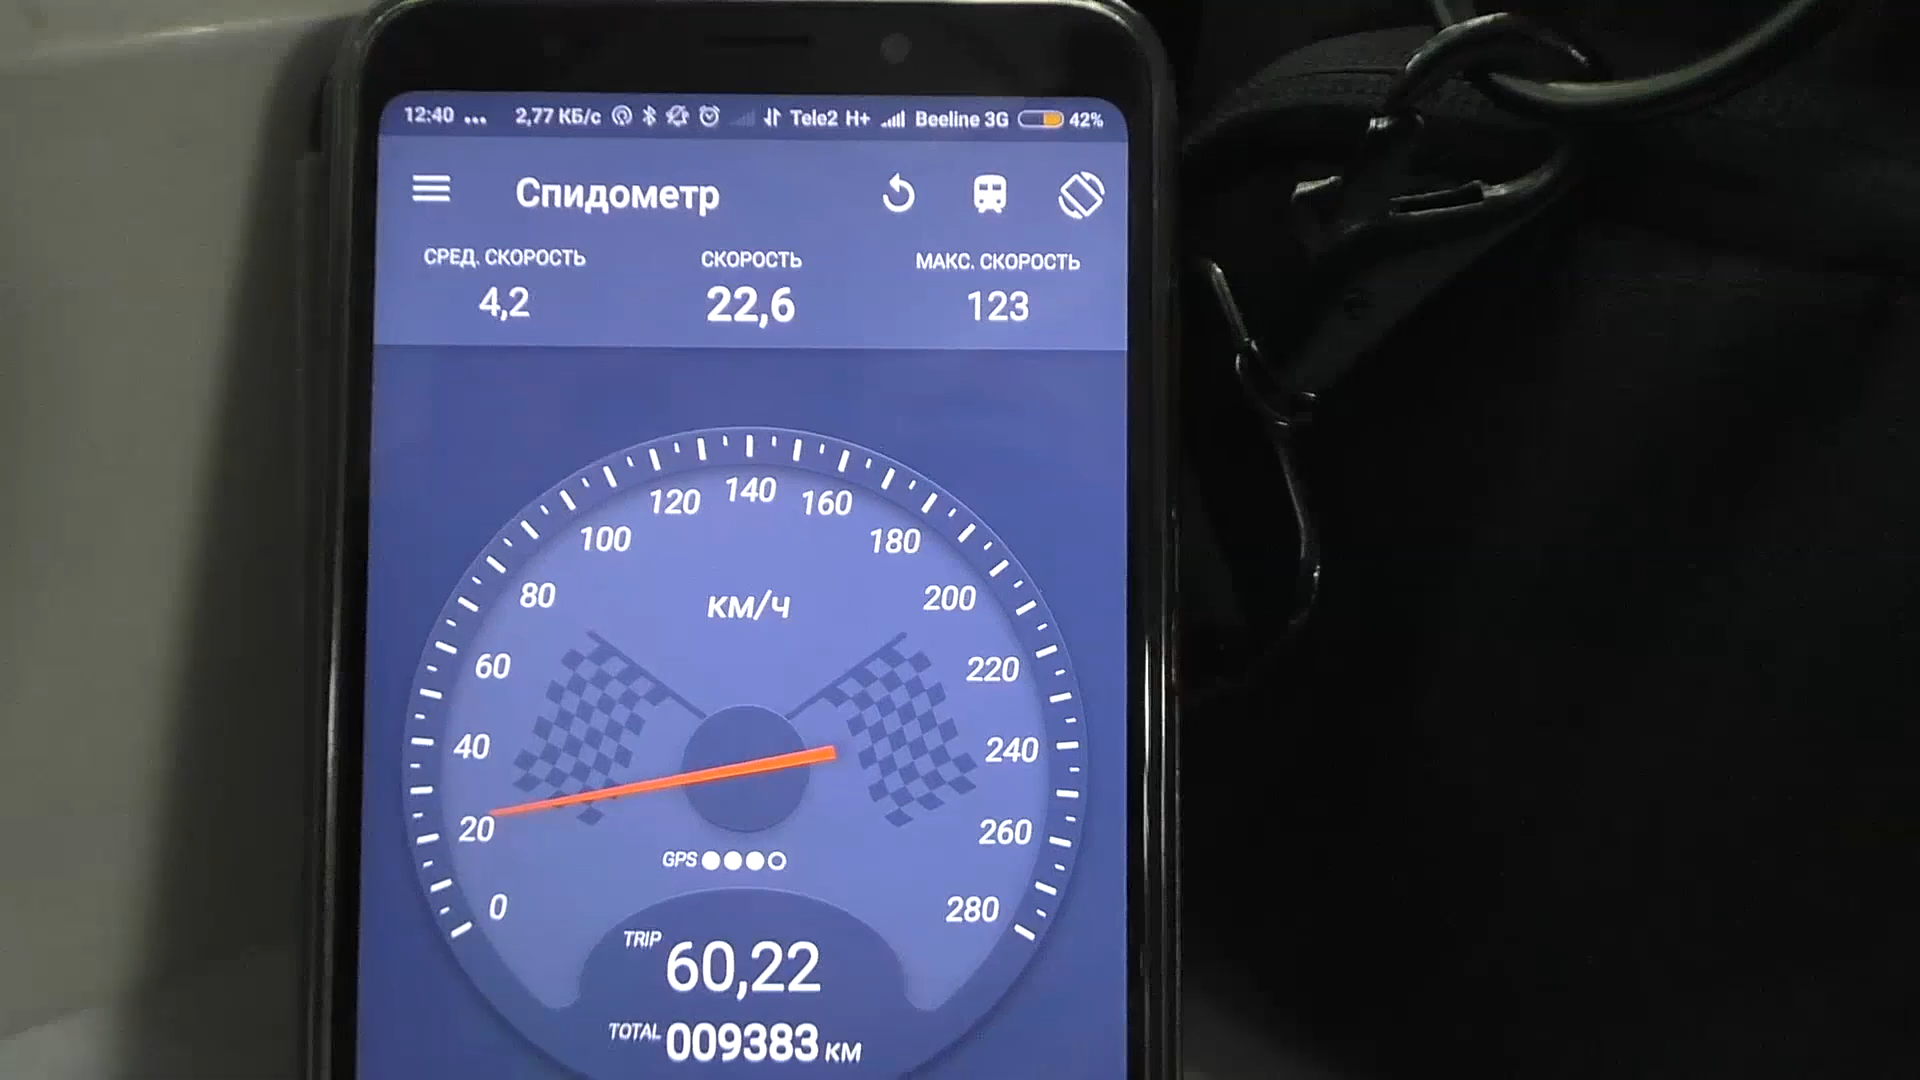 12:40 ... 2,77 КБ/с Tele2 H+ Beeline 3G 42%
Спидометр
СРЕД. СКОРОСТЬ СКОРОСТЬ МАКС. СКОРОСТЬ
4,2 22,6 123
140
120 160
100 180
80 КМ/Ч 200
60 220
40 240
20 260
GPS
0 280
TRIP 60,22
TOTAL 009383 КМ